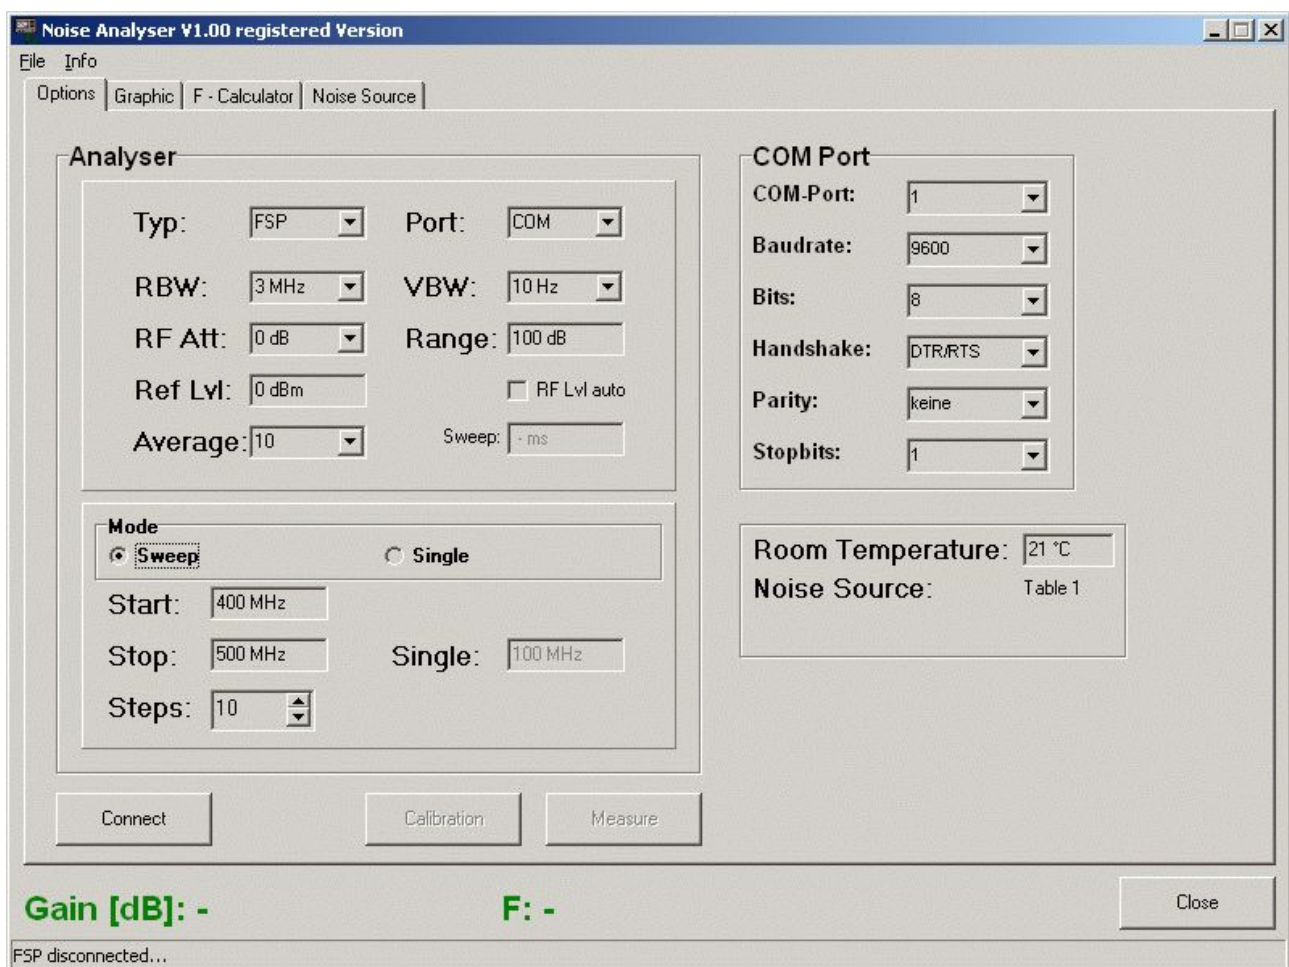 Noise Analyser V1.00 registered Version
File Info
Options Graphic F - Calculator Noise Source
Analyser
Typ: FSP Port: COM
RBW: 3 MHz VBW: 10 Hz
RF Att: 0 dB Range: 100 dB
Ref Lvl: 0 dBm RF Lvl auto
Average: 10 Sweep: - ms
Mode
Sweep Single
Start: 400 MHz
Stop: 500 MHz Single: 100 MHz
Steps: 10
COM Port
COM-Port: 1
Baudrate: 9600
Bits: 8
Handshake: DTR/RTS
Parity: keine
Stopbits: 1
Room Temperature: 21 °C
Noise Source: Table 1
Connect Calibration Measure
Gain [dB]: - F: - Close
FSP disconnected...